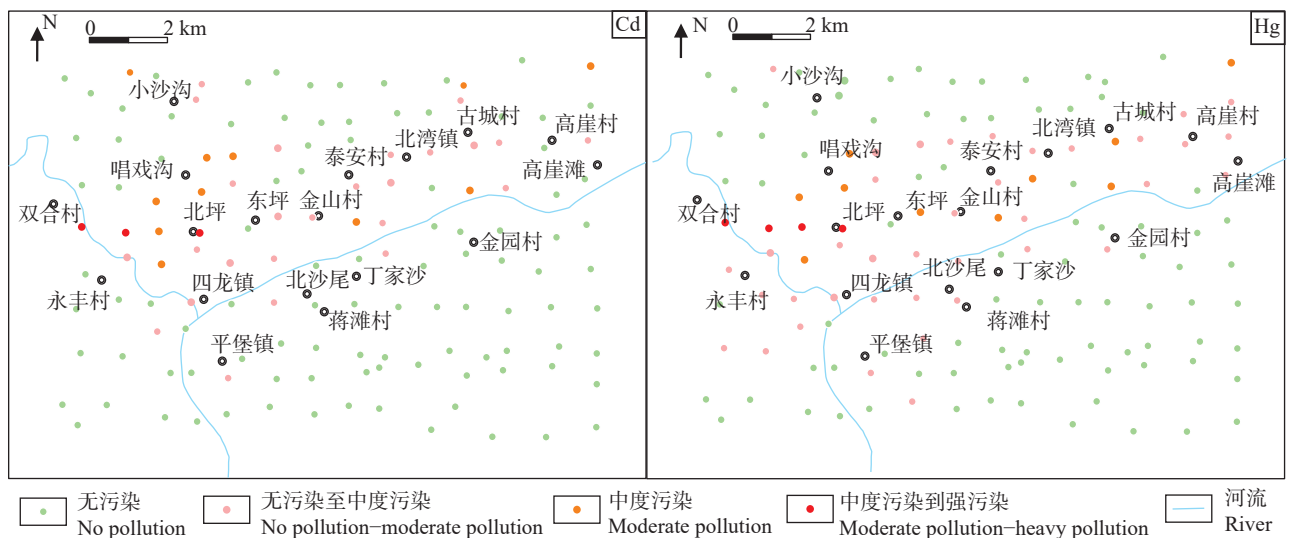 N
0 2 km
Cd
小沙沟
古城村
高崖村
北湾镇
泰安村
高崖滩
唱戏沟
双合村
北坪
东坪
金山村
金园村
永丰村
四龙镇
北沙尾
丁家沙
蒋滩村
平堡镇
N
0 2 km
Hg
小沙沟
古城村
高崖村
北湾镇
泰安村
高崖滩
唱戏沟
双合村
北坪
东坪
金山村
金园村
永丰村
四龙镇
北沙尾
丁家沙
蒋滩村
平堡镇
无污染
No pollution
无污染至中度污染
No pollution−moderate pollution
中度污染
Moderate pollution
中度污染到强污染
Moderate pollution−heavy pollution
河流
River